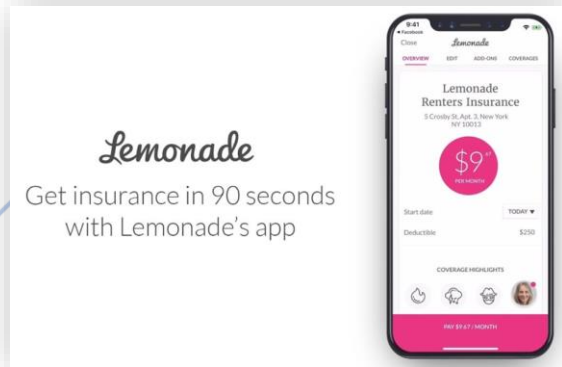 Lemonade
Get insurance in 90 seconds
with Lemonade's app
9:41
Facebook
Close
Lemonade
OVERVIEW EDIT ADD-ONS COVERAGES
Lemonade
Renters Insurance
5 Crosby St, Apt. 3, New York
NY 10013
$9
PER MONTH
Start date TODAY ▼
Deductible $250
COVERAGE HIGHLIGHTS
PAY $9.67 / MONTH